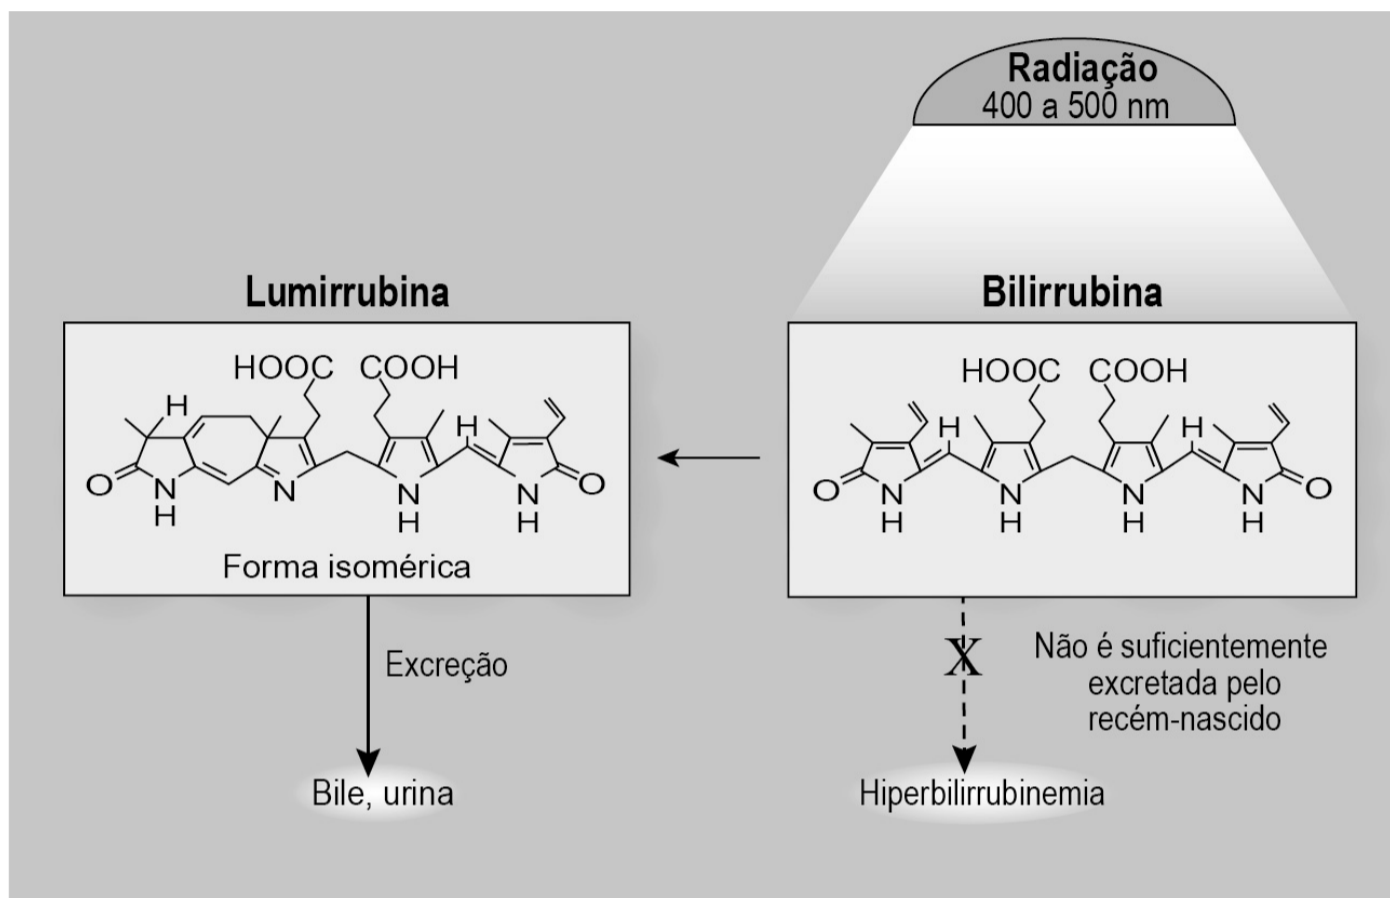 Radiação
400 a 500 nm
Lumirrubina
Bilirrubina
HOOC COOH
H
H
O
N
H
N
N
H
N
H
O
Forma isomérica
HOOC COOH
H
H
O
N
H
N
H
N
H
N
H
O
Excreção
X
Não é suficientemente
excretada pelo
recém-nascido
Bile, urina
Hiperbilirrubinemia